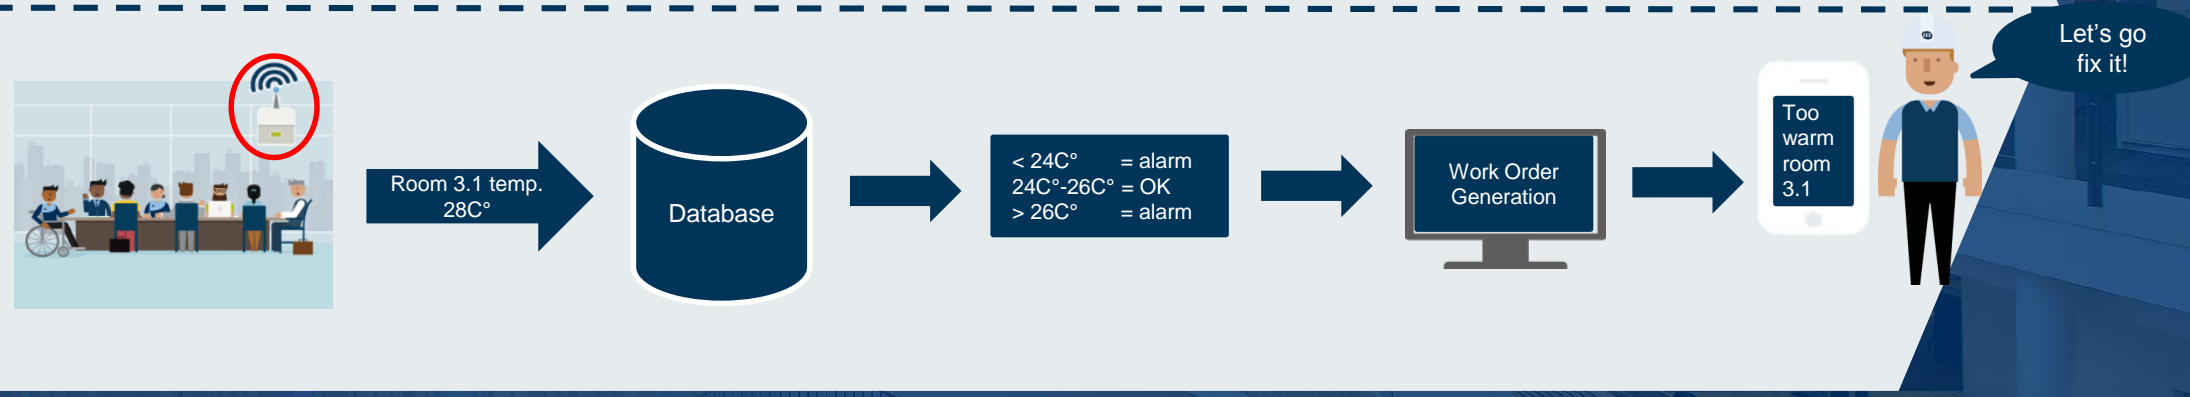 Let's go
fix it!
Room 3.1 temp.
28C°
Database
< 24C° = alarm
24C°-26C° = OK
> 26C° = alarm
Work Order
Generation
Too
warm
room
3.1